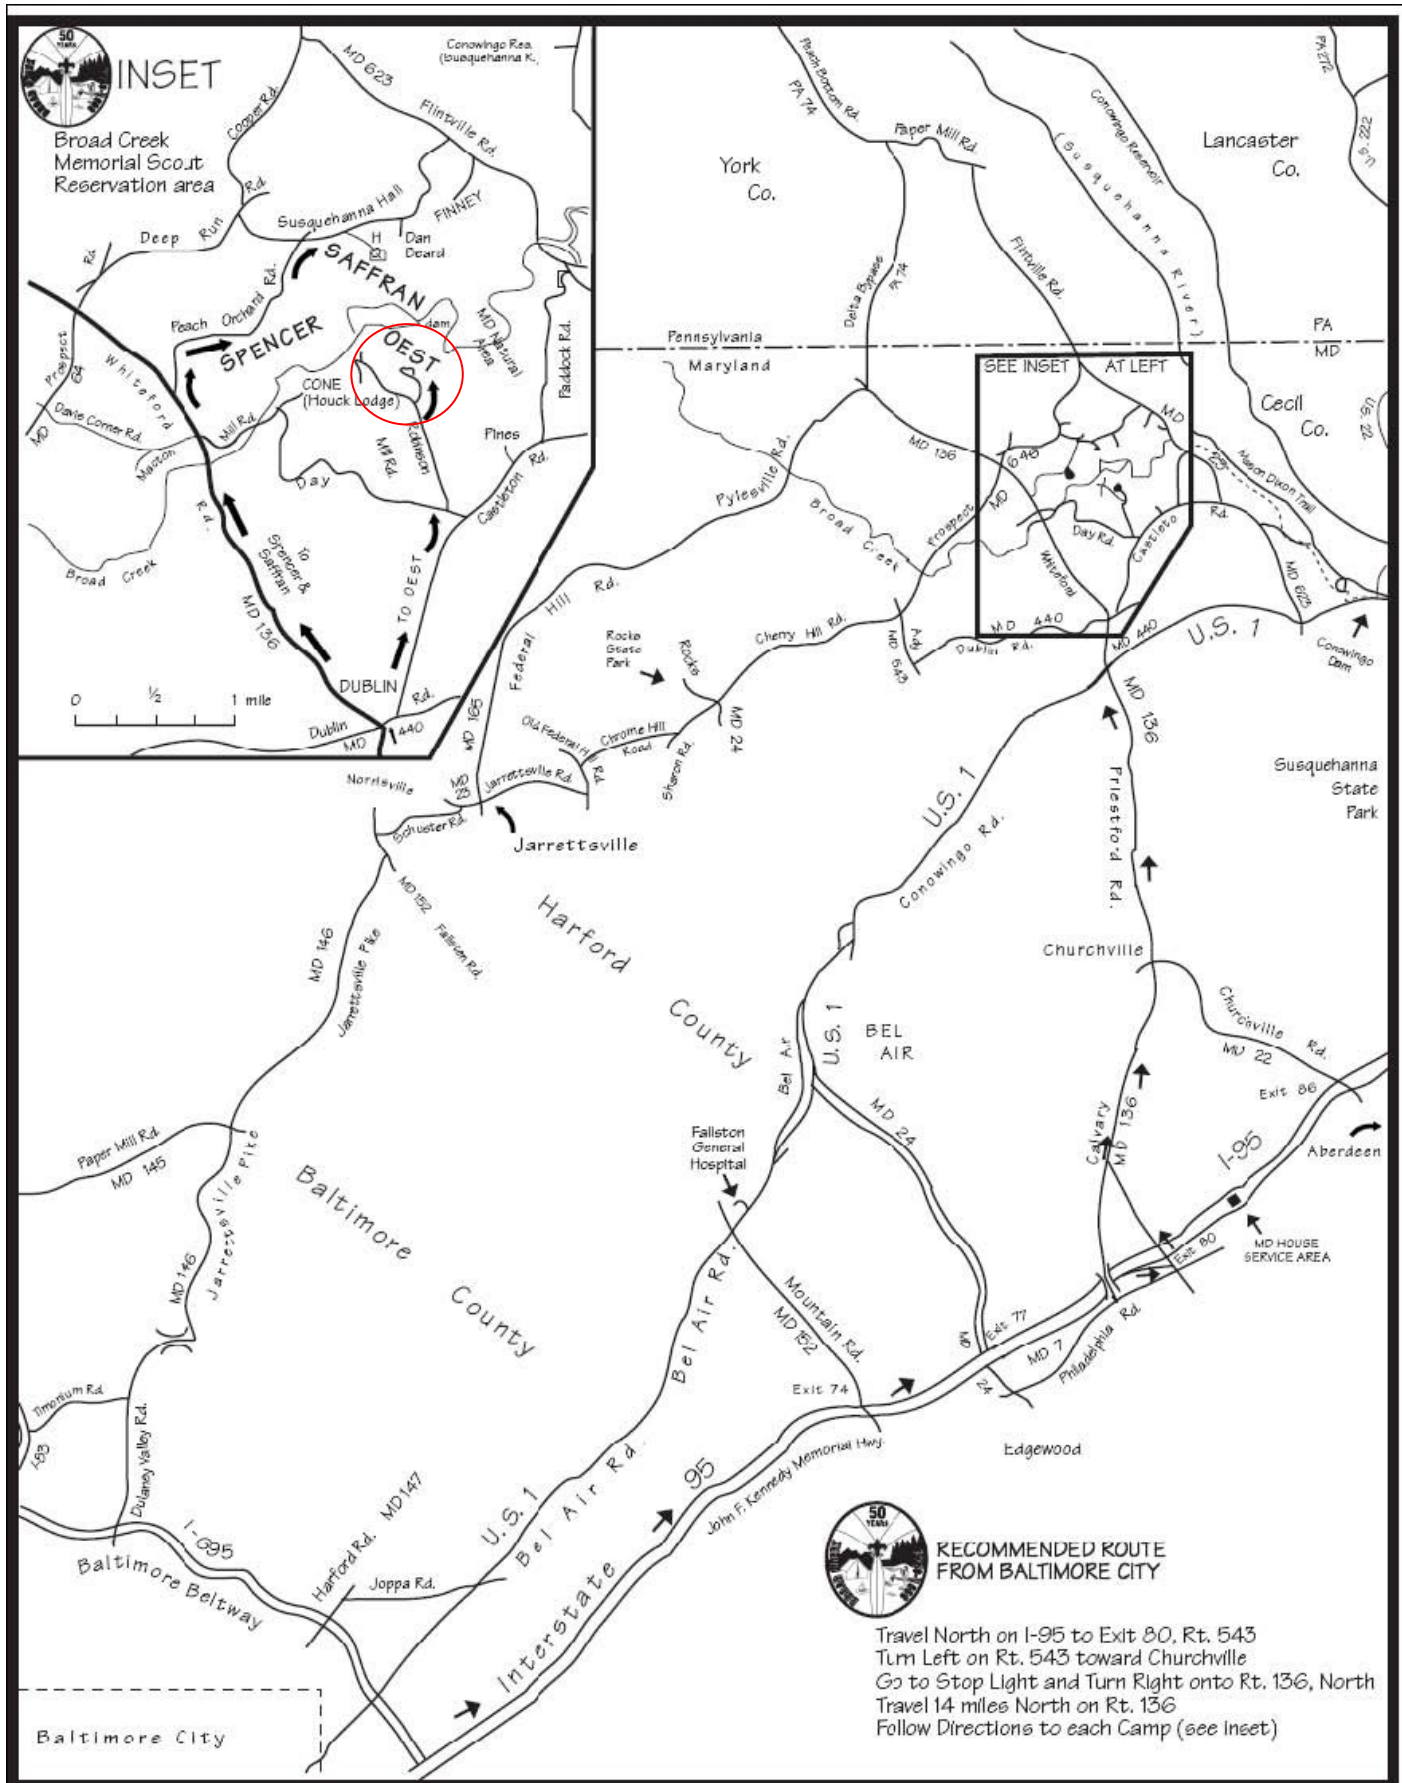 50
YEARS
INSET
Broad Creek
Memorial Scout
Reservation area
Conowingo Res.
(Susquehanna R.)
MD 623
Flintville Rd.
Cooper Rd.
Rd.
Deep Run
Rd
Susquehanna Hall
FINNEY
H
Dan
Beard
SAFFRAN
Peach Orchard Rd.
SPENCER
dam
OEST
MD Natural
Area
Paddock Rd.
Prospect
64
MD
Whiteford
Rd.
CONE
(Houck Lodge)
Davie Corner Rd.
Macton
Mill Rd.
Robinson
Mill Rd.
Day
Pines
Castleton Rd.
Broad Creek
To
Spencer &
Saffran
MD 136
TO OEST
DUBLIN
0 1/2 1 mile
Dublin Rd.
MD 440
Peach Bottom Rd.
PA 74
Paper Mill Rd.
York
Co.
Conowingo Reservoir
(Susquehanna River)
Lancaster
Co.
PA 272
U.S. 222
Delta Bypass
PA 74
Flintville Rd.
Pennsylvania
Maryland
PA
MD
SEE INSET AT LEFT
Cecil
Co.
U.S. 22
MD 136
646
MD
MD
623
Mason Dixon Trail
Pylesville Rd.
Broad Creek
Prospect
MD
Day Rd.
Castleto Rd.
Whiteford
MD 623
Federal Hill Rd.
MD 165
Rocks
State
Park
Rocks
MD 24
Cherry Hill Rd.
Ady
MD 543
Dublin Rd.
MD 440
MD 440
U.S. 1
Conowingo
Dam
MD 136
Old Federal Hill Rd.
Chrome Hill
Road
Sharon Rd.
Norrisville
MD
23
Jarrettsville Rd.
Schuster Rd.
Jarrettsville
U.S. 1
Conowingo Rd.
Priestford Rd.
Susquehanna
State
Park
MD 152
Fallston Rd.
MD 146
Jarrettsville Pike
Harford
County
Churchville
U.S. 1
Bel Air
BEL
AIR
Churchville Rd.
MD 22
Exit 86
MD 24
Calvary
MD 136
I-95
Aberdeen
Paper Mill Rd.
MD 145
Jarrettsville Pike
MD 146
Baltimore
County
Fallston
General
Hospital
Bel Air Rd.
Mountain Rd.
MD 152
MD HOUSE
SERVICE AREA
Exit 80
Exit 77
MD
24
MD 7
Philadelphia Rd
Exit 74
Edgewood
Timonium Rd
I-83
Dulaney Valley Rd.
I-695
Baltimore Beltway
Harford Rd. MD147
Joppa Rd.
U.S. 1
Bel Air Rd.
Interstate 95
John F. Kennedy Memorial Hwy.
Baltimore City
50
YEARS
RECOMMENDED ROUTE
FROM BALTIMORE CITY
Travel North on I-95 to Exit 80, Rt. 543
Turn Left on Rt. 543 toward Churchville
Go to Stop Light and Turn Right onto Rt. 136, North
Travel 14 miles North on Rt. 136
Follow Directions to each Camp (see inset)